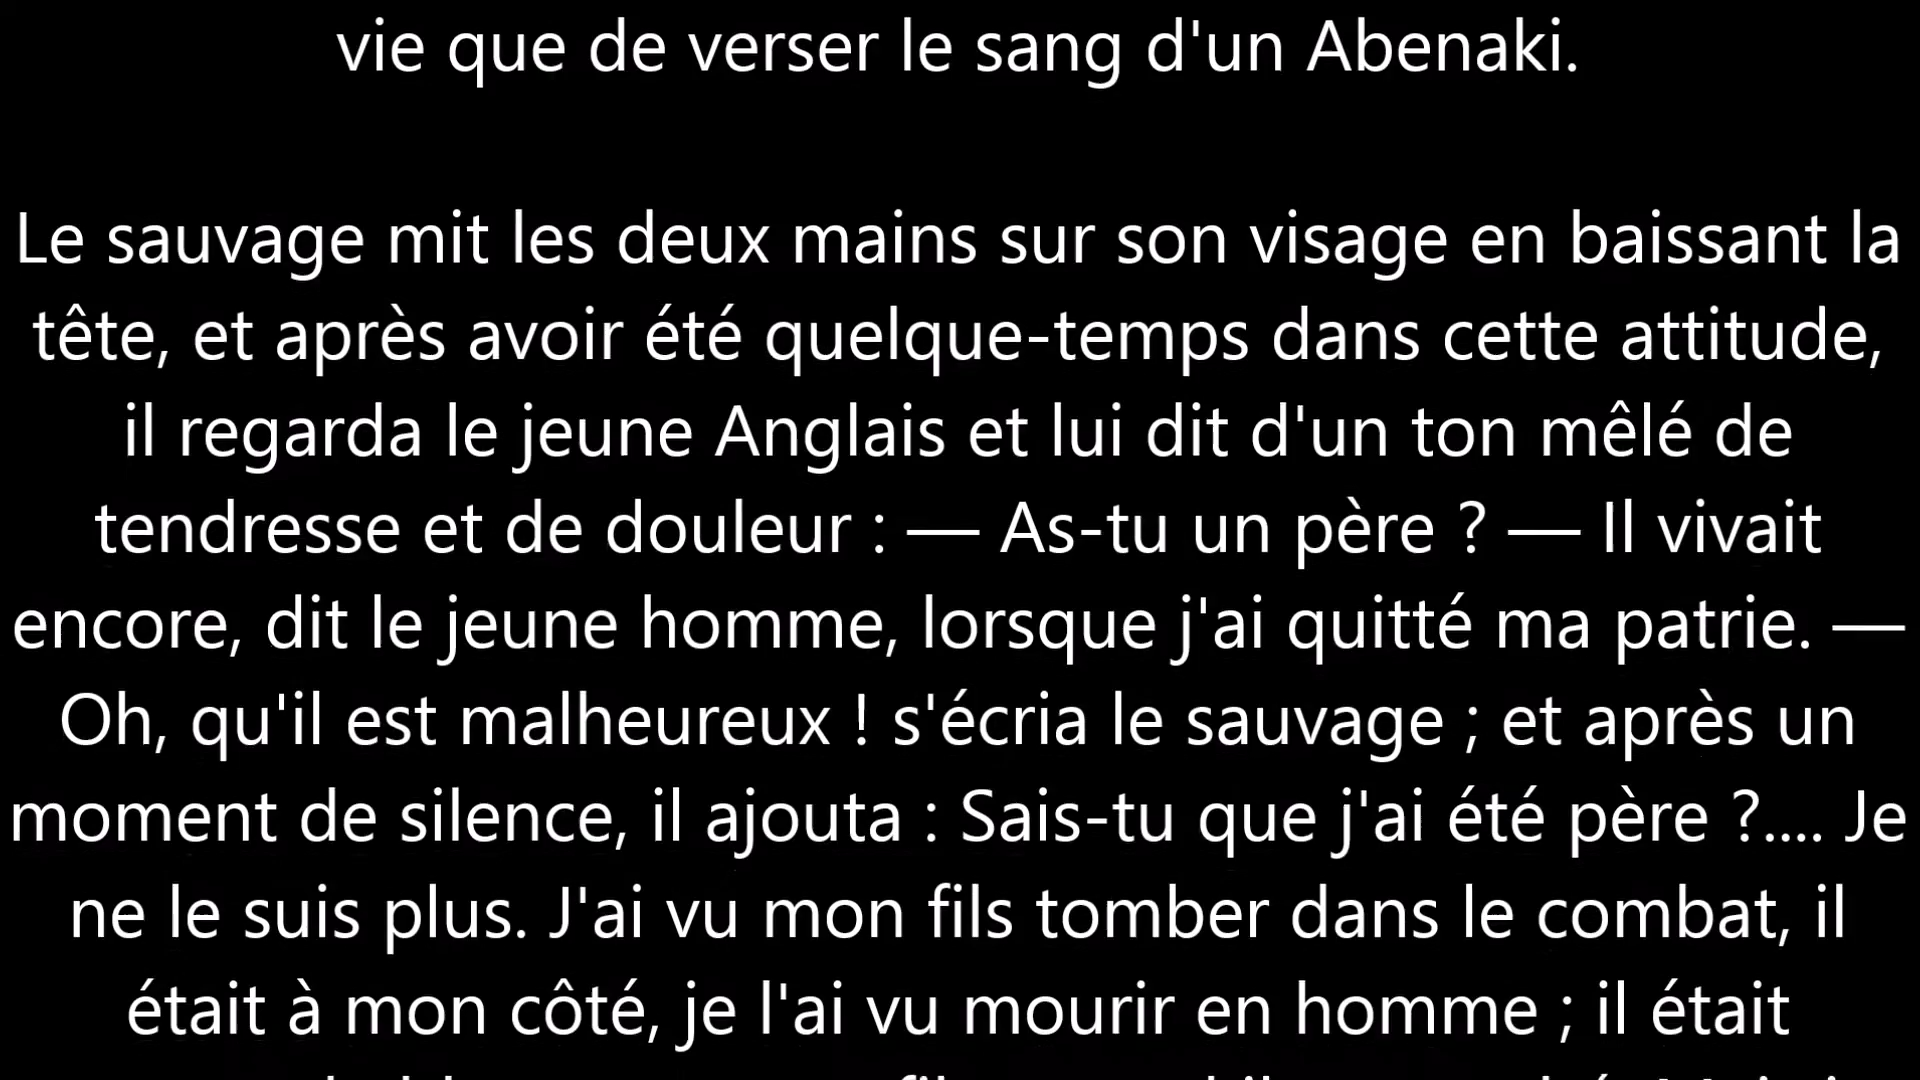 vie que de verser le sang d'un Abenaki.
Le sauvage mit les deux mains sur son visage en baissant la
tête, et après avoir été quelque-temps dans cette attitude,
il regarda le jeune Anglais et lui dit d'un ton mêlé de
tendresse et de douleur : — As-tu un père ? — Il vivait
encore, dit le jeune homme, lorsque j'ai quitté ma patrie. —
Oh, qu'il est malheureux ! s'écria le sauvage ; et après un
moment de silence, il ajouta : Sais-tu que j'ai été père ?.... Je
ne le suis plus. J'ai vu mon fils tomber dans le combat, il
était à mon côté, je l'ai vu mourir en homme ; il était